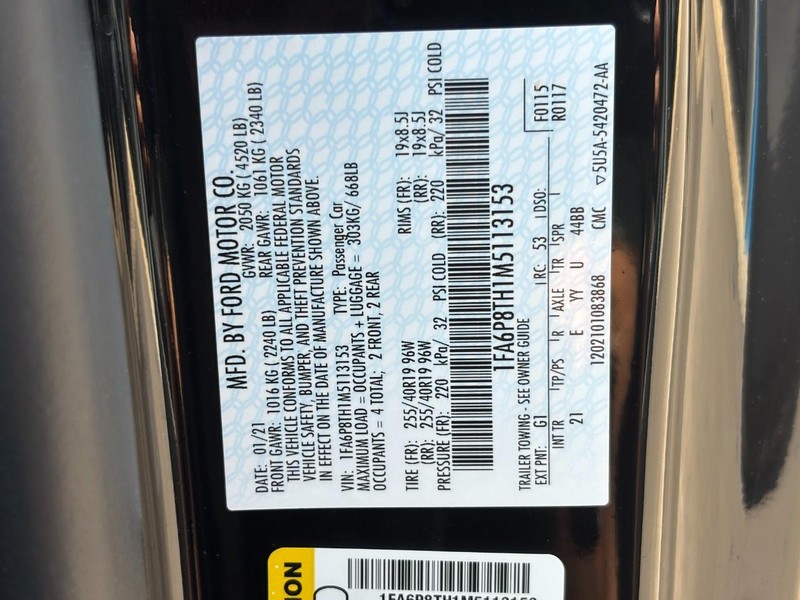 MFD. BY FORD MOTOR CO.
DATE: 01/21 GVWR: 2050 KG ( 4520 LB)
FRONT GAWR: 1016 KG ( 2240 LB) REAR GAWR: 1061 KG ( 2340 LB)
THIS VEHICLE CONFORMS TO ALL APPLICABLE FEDERAL MOTOR
VEHICLE SAFETY, BUMPER, AND THEFT PREVENTION STANDARDS
IN EFFECT ON THE DATE OF MANUFACTURE SHOWN ABOVE.
VIN: 1FA6P8TH1M5113153 TYPE: Passenger Car
MAXIMUM LOAD = OCCUPANTS + LUGGAGE = 303KG/ 668LB
OCCUPANTS = 4 TOTAL; 2 FRONT, 2 REAR
TIRE (FR): 255/40R19 96W RIMS (FR): 19x8.5J
(RR): 255/40R19 96W (RR): 19x8.5J
PRESSURE (FR): 220 kPa/ 32 PSI COLD (RR): 220 kPa/ 32 PSI COLD
1FA6P8TH1M5113153
TRAILER TOWING - SEE OWNER GUIDE
F0115
R0117
EXT PNT: G1 RC: 53 DSO:
INT TR TP/PS R AXLE TR SPR
21 E YY U 44BB
1202101083868 CMC ▽5U5A-5420472-AA
ION
1FA6P8TH1M5113153